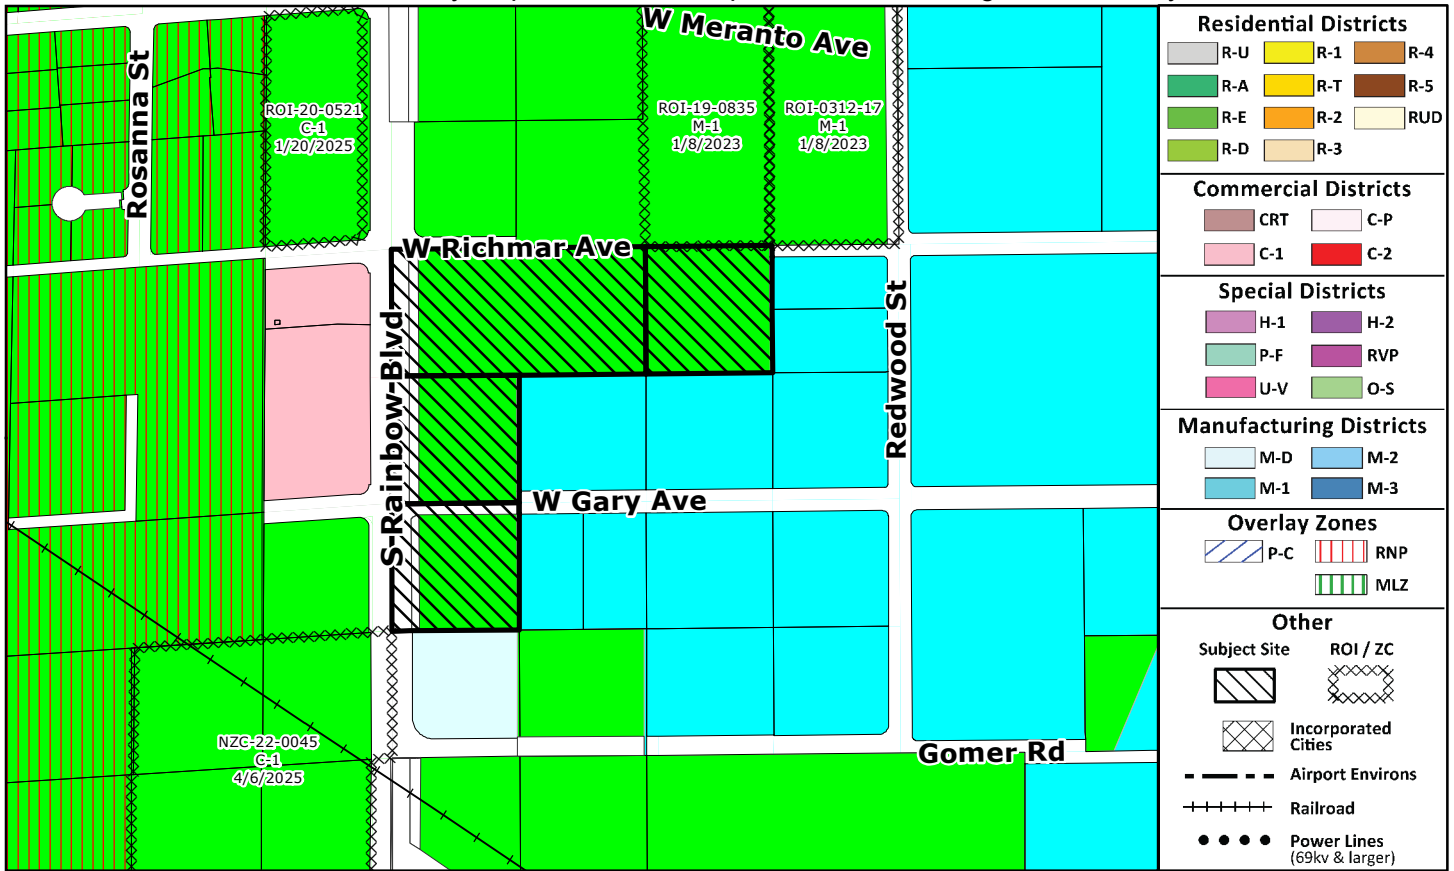 W Meranto Ave
Rosanna St
ROI-20-0521
C-1
1/20/2025
ROI-19-0835
M-1
1/8/2023
ROI-0312-17
M-1
1/8/2023
W Richmar Ave
S Rainbow Blvd
Redwood St
W Gary Ave
NZC-22-0045
C-1
4/6/2025
Gomer Rd
Residential Districts
R-U R-1 R-4
R-A R-T R-5
R-E R-2 RUD
R-D R-3
Commercial Districts
CRT C-P
C-1 C-2
Special Districts
H-1 H-2
P-F RVP
U-V O-S
Manufacturing Districts
M-D M-2
M-1 M-3
Overlay Zones
P-C RNP
MLZ
Other
Subject Site ROI / ZC
Incorporated
Cities
Airport Environs
Railroad
Power Lines
(69kv & larger)